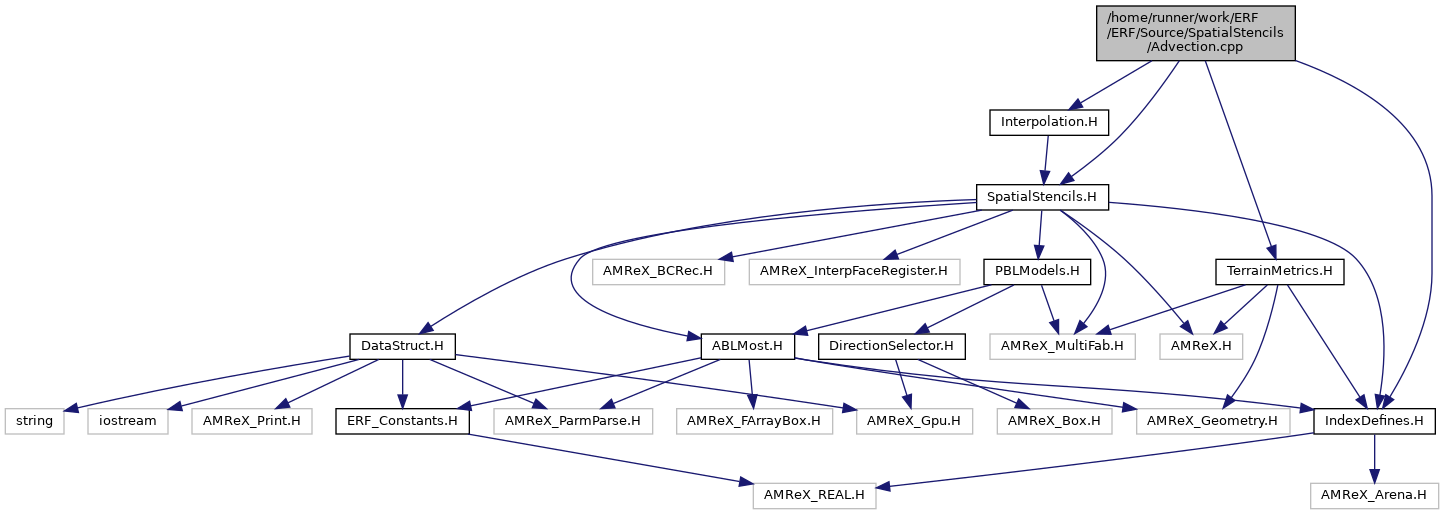 /home/runner/work/ERF
/ERF/Source/SpatialStencils
/Advection.cpp
Interpolation.H
SpatialStencils.H
AMReX_BCRec.H
AMReX_InterpFaceRegister.H
PBLModels.H
TerrainMetrics.H
DataStruct.H
ABLMost.H
DirectionSelector.H
AMReX_MultiFab.H
AMReX.H
string
iostream
AMReX_Print.H
ERF_Constants.H
AMReX_ParmParse.H
AMReX_FArrayBox.H
AMReX_Gpu.H
AMReX_Box.H
AMReX_Geometry.H
IndexDefines.H
AMReX_REAL.H
AMReX_Arena.H